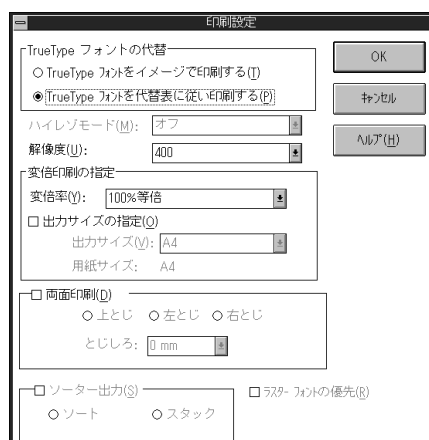 印刷設定
TrueType フォントの代替
TrueType フォントをイメージで印刷する(T)
TrueType フォントを代替表に従い印刷する(P)
OK
キャンセル
ヘルプ(H)
ハイレゾモード(M): オフ
解像度(U): 400
変倍印刷の指定
変倍率(Y): 100%等倍
出力サイズの指定(O)
出力サイズ(V): A4
用紙サイズ: A4
両面印刷(D)
上とじ 左とじ 右とじ
とじしろ: 0 mm
ソーター出力(S)
ソート スタック
ラスター フォントの優先(R)